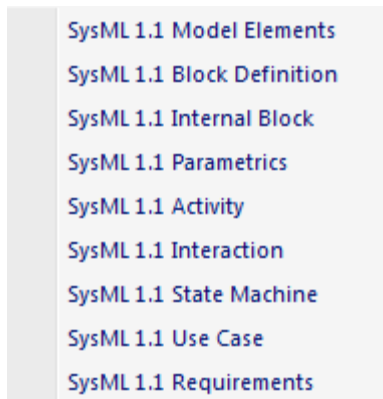 SysML 1.1 Model Elements
SysML 1.1 Block Definition
SysML 1.1 Internal Block
SysML 1.1 Parametrics
SysML 1.1 Activity
SysML 1.1 Interaction
SysML 1.1 State Machine
SysML 1.1 Use Case
SysML 1.1 Requirements